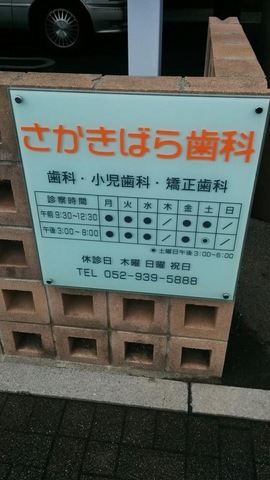 さかきばら歯科
歯科・小児歯科・矯正歯科
診察時間 月 火 水 木 金 土 日
午前 9:30~12:30 ● ● ● / ● ● /
午後 3:00~8:00 ● ● ● / ● ◉ /
◉土曜日午後3:00~6:00
休診日 木曜 日曜 祝日
TEL 052-939-5888